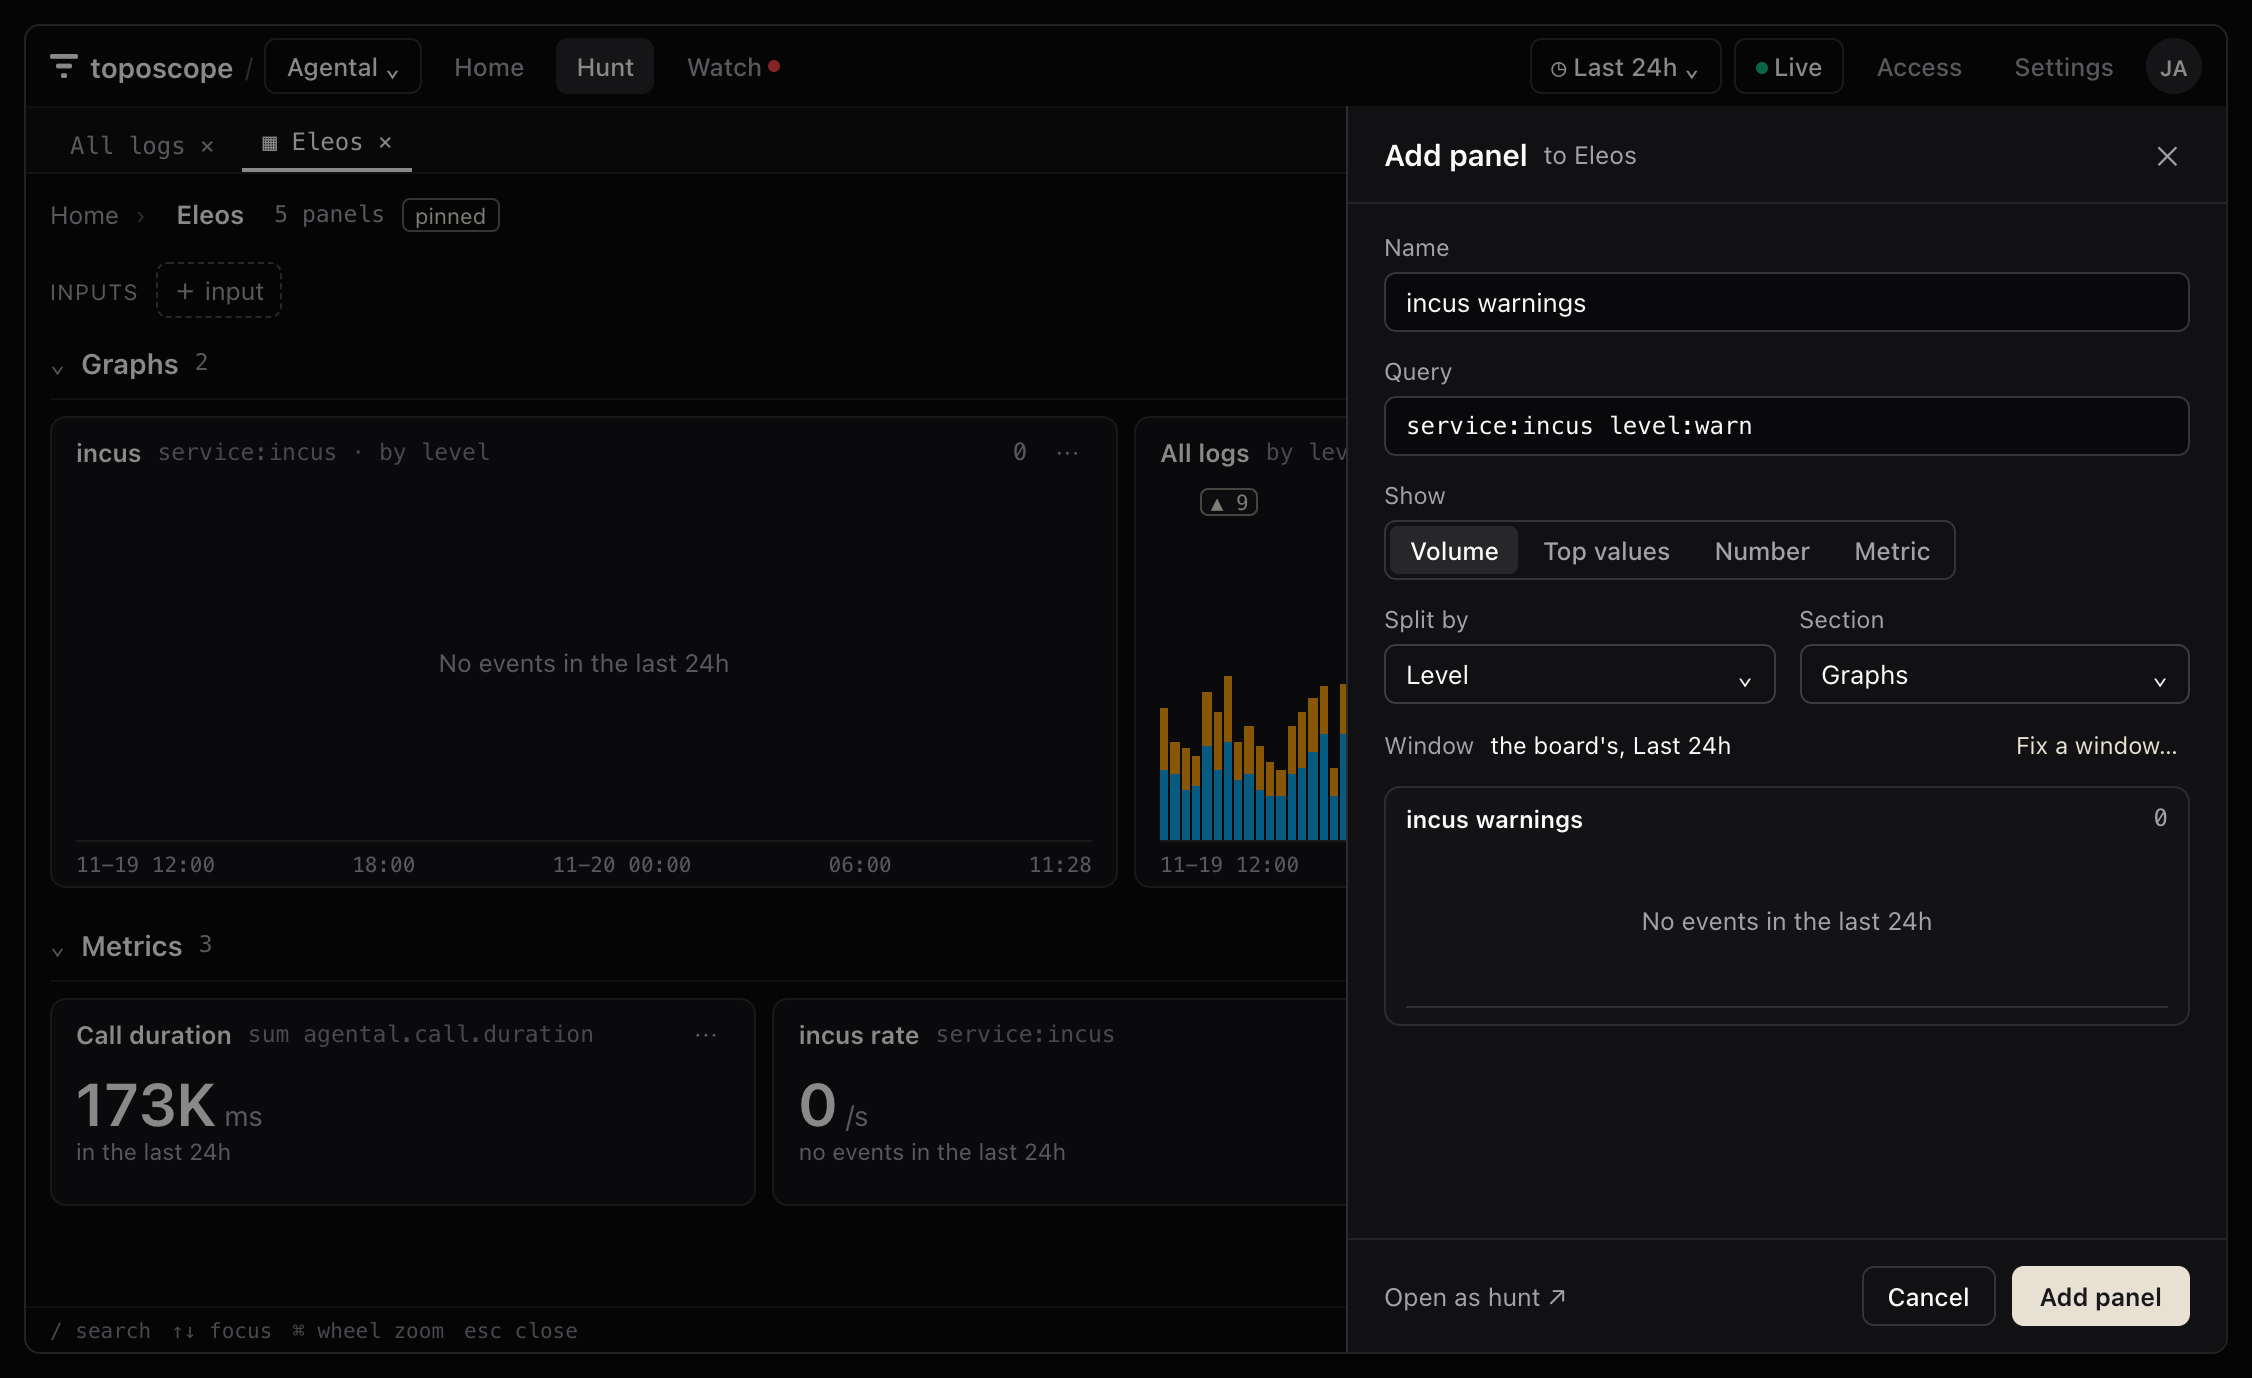 toposcope / Agental Home Hunt Watch Last 24h Live Access Settings JA
All logs × Eleos ×
Home › Eleos 5 panels pinned
INPUTS + input
Graphs 2
incus service:incus · by level 0 ···
No events in the last 24h
11-19 12:00 18:00 11-20 00:00 06:00 11:28
All logs by lev
▲ 9
11-19 12:00
Metrics 3
Call duration sum agental.call.duration ···
173K ms
in the last 24h
incus rate service:incus
0 /s
no events in the last 24h
/ search ↑↓ focus ⌘ wheel zoom esc close
Add panel to Eleos
Name
incus warnings
Query
service:incus level:warn
Show
Volume Top values Number Metric
Split by Section
Level Graphs
Window the board's, Last 24h Fix a window…
incus warnings 0
No events in the last 24h
Open as hunt ↗ Cancel Add panel